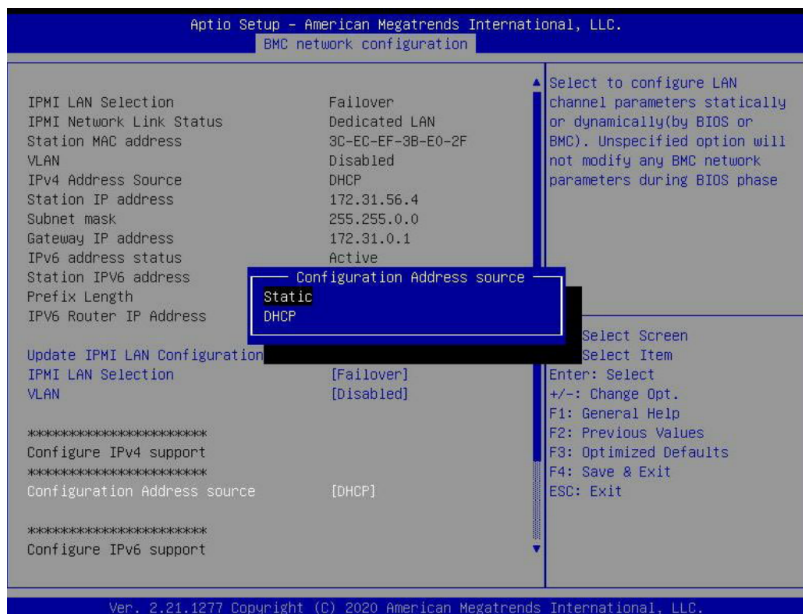 Aptio Setup – American Megatrends International, LLC.
BMC network configuration
IPMI LAN Selection Failover
IPMI Network Link Status Dedicated LAN
Station MAC address 3C-EC-EF-3B-E0-2F
VLAN Disabled
IPv4 Address Source DHCP
Station IP address 172.31.56.4
Subnet mask 255.255.0.0
Gateway IP address 172.31.0.1
IPv6 address status Active
Station IPV6 address
Prefix Length
IPV6 Router IP Address
Configuration Address source
Static
DHCP
Update IPMI LAN Configuration
IPMI LAN Selection [Failover]
VLAN [Disabled]
***********************
Configure IPv4 support
***********************
Configuration Address source [DHCP]
***********************
Configure IPv6 support
Select to configure LAN
channel parameters statically
or dynamically(by BIOS or
BMC). Unspecified option will
not modify any BMC network
parameters during BIOS phase
Select Screen
Select Item
Enter: Select
+/-: Change Opt.
F1: General Help
F2: Previous Values
F3: Optimized Defaults
F4: Save & Exit
ESC: Exit
Ver. 2.21.1277 Copyright (C) 2020 American Megatrends International, LLC.